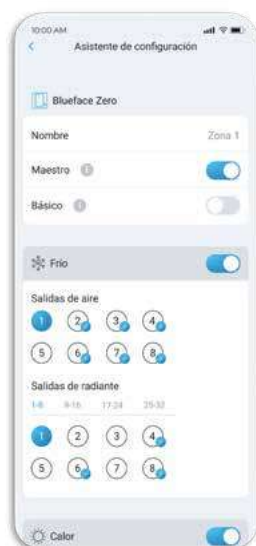 10:00 AM
Asistente de configuración
Blueface Zero
Nombre Zona 1
Maestro i
Básico i
Frío
Salidas de aire
1 2 3 4
5 6 7 8
Salidas de radiante
1-8 9-16 17-24 25-32
1 2 3 4
5 6 7 8
Calor